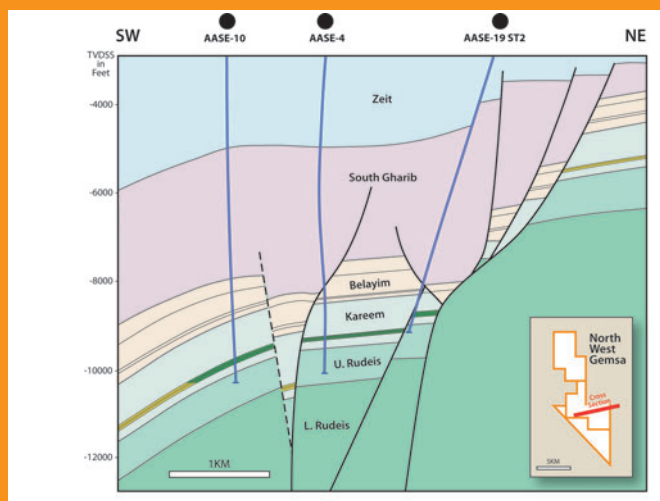 SW
NE
AASE-10
AASE-4
AASE-19 ST2
TVDSS
in
Feet
-4000
-6000
-8000
-10000
-12000
Zeit
South Gharib
Belayim
Kareem
U. Rudeis
L. Rudeis
1KM
North
West
Gemsa
Cross
Section
5KM